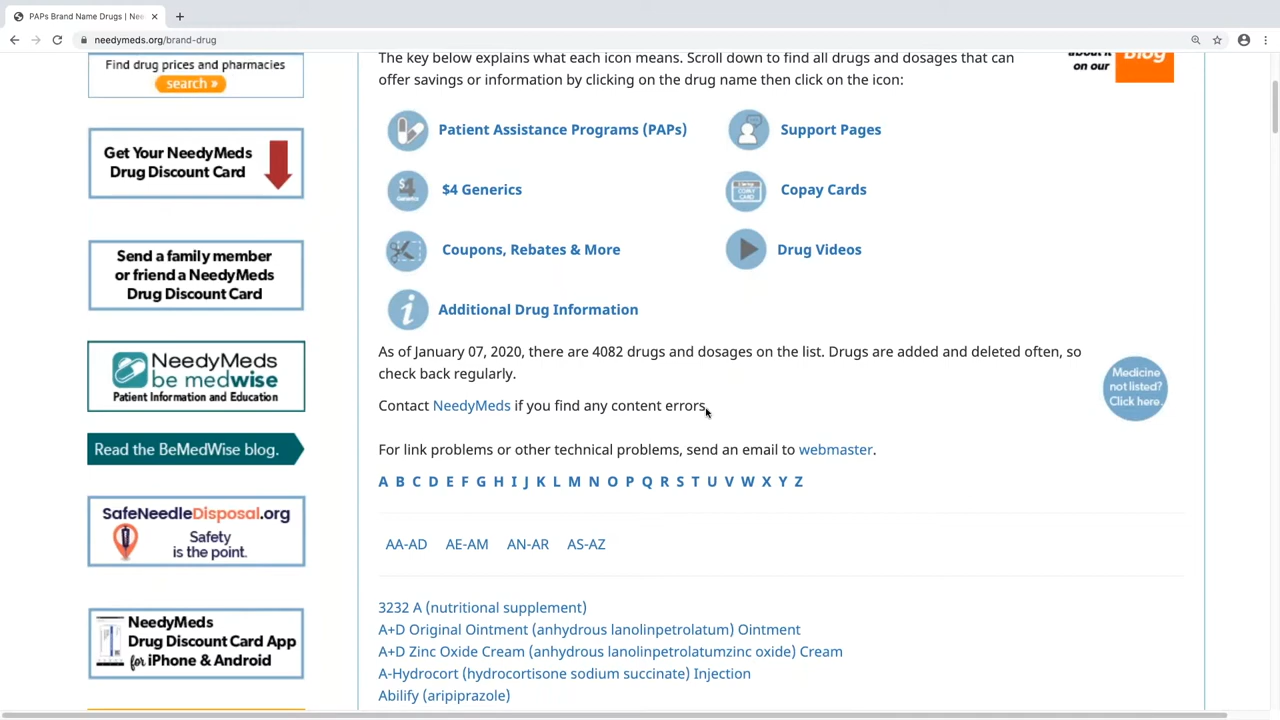 PAPs Brand Name Drugs | Nee
needymeds.org/brand-drug
Find drug prices and pharmacies
search »
Get Your NeedyMeds
Drug Discount Card
Send a family member
or friend a NeedyMeds
Drug Discount Card
NeedyMeds
be medwise
Patient Information and Education
Read the BeMedWise blog.
SafeNeedleDisposal.org
Safety
is the point.
NeedyMeds
Drug Discount Card App
for iPhone & Android
The key below explains what each icon means. Scroll down to find all drugs and dosages that can
offer savings or information by clicking on the drug name then click on the icon:
about it
on our
Blog
Patient Assistance Programs (PAPs)
Support Pages
$4
Generics
$4 Generics
COPAY
CARD
Copay Cards
Coupons, Rebates & More
Drug Videos
i
Additional Drug Information
As of January 07, 2020, there are 4082 drugs and dosages on the list. Drugs are added and deleted often, so
check back regularly.
Medicine
not listed?
Click here.
Contact NeedyMeds if you find any content errors.
For link problems or other technical problems, send an email to webmaster.
A B C D E F G H I J K L M N O P Q R S T U V W X Y Z
AA-AD AE-AM AN-AR AS-AZ
3232 A (nutritional supplement)
A+D Original Ointment (anhydrous lanolinpetrolatum) Ointment
A+D Zinc Oxide Cream (anhydrous lanolinpetrolatumzinc oxide) Cream
A-Hydrocort (hydrocortisone sodium succinate) Injection
Abilify (aripiprazole)